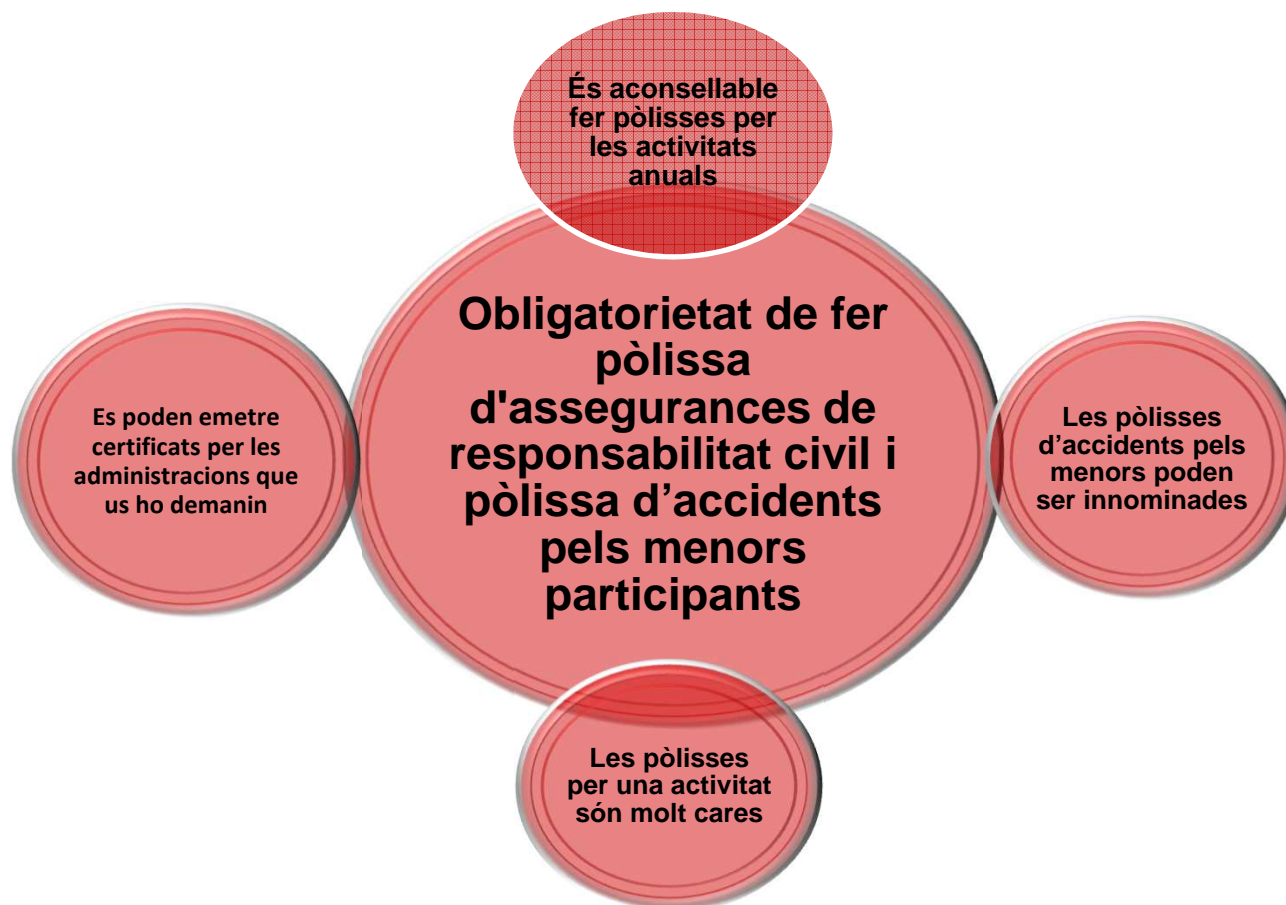 És aconsellable
fer pòlisses per
les activitats
anuals
Obligatorietat de fer
pòlissa
d'assegurances de
responsabilitat civil i
pòlissa d’accidents
pels menors
participants
Es poden emetre
certificats per les
administracions que
us ho demanin
Les pòlisses
d’accidents pels
menors poden
ser innominades
Les pòlisses
per una activitat
són molt cares